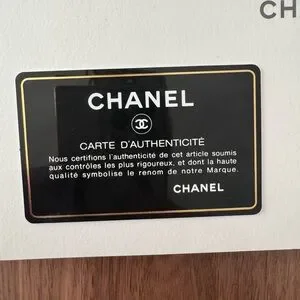 CH
CHANEL
CARTE D'AUTHENTICITÉ
Nous certifions l'authenticité de cet article soumis
aux contrôles les plus rigoureux, et dont la haute
qualité symbolise le renom de notre Marque.
CHANEL